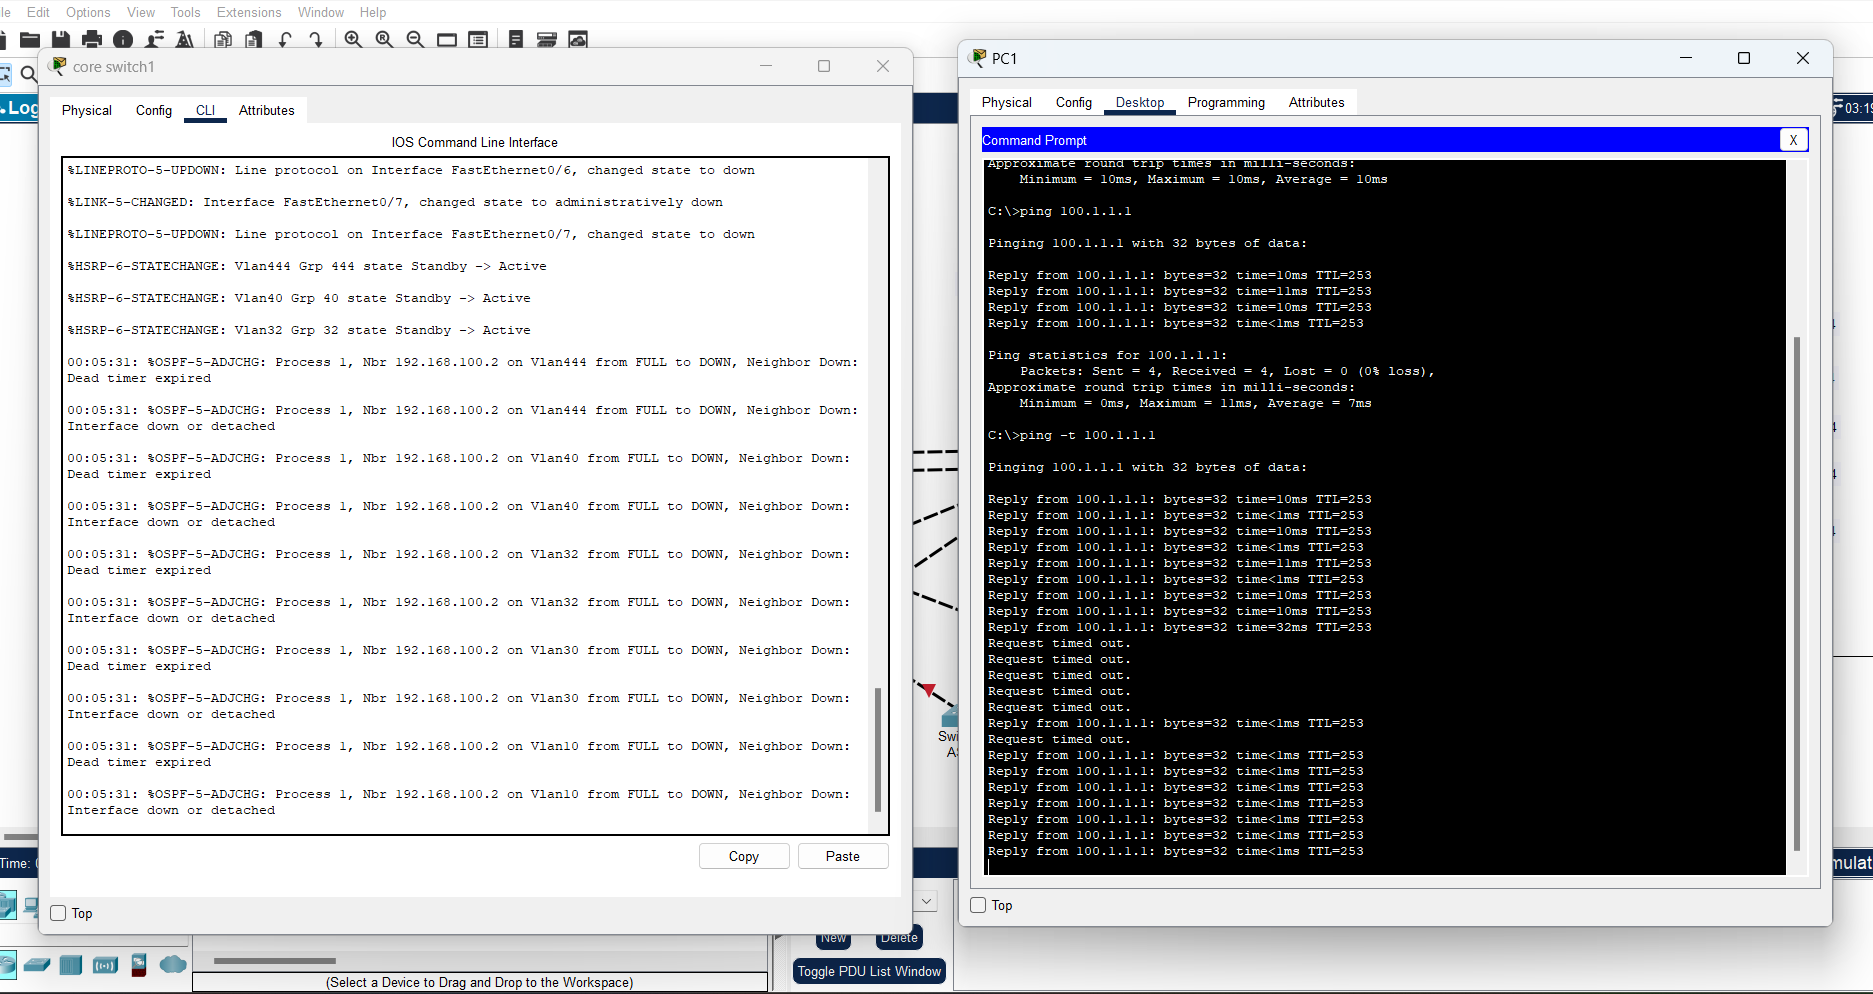 Edit Options View Tools Extensions Window Help
core switch1
Physical Config CLI Attributes
IOS Command Line Interface
%LINEPROTO-5-UPDOWN: Line protocol on Interface FastEthernet0/6, changed state to down
%LINK-5-CHANGED: Interface FastEthernet0/7, changed state to administratively down
%LINEPROTO-5-UPDOWN: Line protocol on Interface FastEthernet0/7, changed state to down
%HSRP-6-STATECHANGE: Vlan444 Grp 444 state Standby -> Active
%HSRP-6-STATECHANGE: Vlan40 Grp 40 state Standby -> Active
%HSRP-6-STATECHANGE: Vlan32 Grp 32 state Standby -> Active
00:05:31: %OSPF-5-ADJCHG: Process 1, Nbr 192.168.100.2 on Vlan444 from FULL to DOWN, Neighbor Down:
Dead timer expired
00:05:31: %OSPF-5-ADJCHG: Process 1, Nbr 192.168.100.2 on Vlan444 from FULL to DOWN, Neighbor Down:
Interface down or detached
00:05:31: %OSPF-5-ADJCHG: Process 1, Nbr 192.168.100.2 on Vlan40 from FULL to DOWN, Neighbor Down:
Dead timer expired
00:05:31: %OSPF-5-ADJCHG: Process 1, Nbr 192.168.100.2 on Vlan40 from FULL to DOWN, Neighbor Down:
Interface down or detached
00:05:31: %OSPF-5-ADJCHG: Process 1, Nbr 192.168.100.2 on Vlan32 from FULL to DOWN, Neighbor Down:
Dead timer expired
00:05:31: %OSPF-5-ADJCHG: Process 1, Nbr 192.168.100.2 on Vlan32 from FULL to DOWN, Neighbor Down:
Interface down or detached
00:05:31: %OSPF-5-ADJCHG: Process 1, Nbr 192.168.100.2 on Vlan30 from FULL to DOWN, Neighbor Down:
Dead timer expired
00:05:31: %OSPF-5-ADJCHG: Process 1, Nbr 192.168.100.2 on Vlan30 from FULL to DOWN, Neighbor Down:
Interface down or detached
00:05:31: %OSPF-5-ADJCHG: Process 1, Nbr 192.168.100.2 on Vlan10 from FULL to DOWN, Neighbor Down:
Dead timer expired
00:05:31: %OSPF-5-ADJCHG: Process 1, Nbr 192.168.100.2 on Vlan10 from FULL to DOWN, Neighbor Down:
Interface down or detached
Copy Paste
Top
PC1
Physical Config Desktop Programming Attributes
Command Prompt X
Approximate round trip times in milli-seconds:
Minimum = 10ms, Maximum = 10ms, Average = 10ms
C:\>ping 100.1.1.1
Pinging 100.1.1.1 with 32 bytes of data:
Reply from 100.1.1.1: bytes=32 time=10ms TTL=253
Reply from 100.1.1.1: bytes=32 time=11ms TTL=253
Reply from 100.1.1.1: bytes=32 time=10ms TTL=253
Reply from 100.1.1.1: bytes=32 time<1ms TTL=253
Ping statistics for 100.1.1.1:
Packets: Sent = 4, Received = 4, Lost = 0 (0% loss),
Approximate round trip times in milli-seconds:
Minimum = 0ms, Maximum = 11ms, Average = 7ms
C:\>ping -t 100.1.1.1
Pinging 100.1.1.1 with 32 bytes of data:
Reply from 100.1.1.1: bytes=32 time=10ms TTL=253
Reply from 100.1.1.1: bytes=32 time<1ms TTL=253
Reply from 100.1.1.1: bytes=32 time=10ms TTL=253
Reply from 100.1.1.1: bytes=32 time<1ms TTL=253
Reply from 100.1.1.1: bytes=32 time=11ms TTL=253
Reply from 100.1.1.1: bytes=32 time<1ms TTL=253
Reply from 100.1.1.1: bytes=32 time=10ms TTL=253
Reply from 100.1.1.1: bytes=32 time=10ms TTL=253
Reply from 100.1.1.1: bytes=32 time=32ms TTL=253
Request timed out.
Request timed out.
Request timed out.
Request timed out.
Request timed out.
Reply from 100.1.1.1: bytes=32 time<1ms TTL=253
Request timed out.
Reply from 100.1.1.1: bytes=32 time<1ms TTL=253
Reply from 100.1.1.1: bytes=32 time<1ms TTL=253
Reply from 100.1.1.1: bytes=32 time<1ms TTL=253
Reply from 100.1.1.1: bytes=32 time<1ms TTL=253
Reply from 100.1.1.1: bytes=32 time<1ms TTL=253
Reply from 100.1.1.1: bytes=32 time<1ms TTL=253
Reply from 100.1.1.1: bytes=32 time<1ms TTL=253
Top
Log
03:19
Swi
Time:
mulat
New Delete
Toggle PDU List Window
(Select a Device to Drag and Drop to the Workspace)